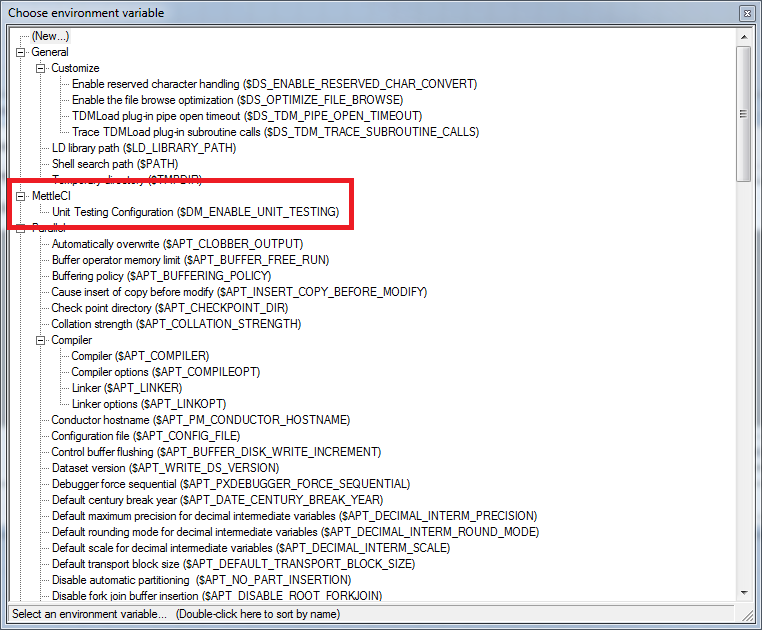 Choose environment variable
(New...)
General
Customize
Enable reserved character handling ($DS_ENABLE_RESERVED_CHAR_CONVERT)
Enable the file browse optimization ($DS_OPTIMIZE_FILE_BROWSE)
TDMLoad plug-in pipe open timeout ($DS_TDM_PIPE_OPEN_TIMEOUT)
Trace TDMLoad plug-in subroutine calls ($DS_TDM_TRACE_SUBROUTINE_CALLS)
LD library path ($LD_LIBRARY_PATH)
Shell search path ($PATH)
Temporary directory ($TMPDIR)
MettleCI
Unit Testing Configuration ($DM_ENABLE_UNIT_TESTING)
Parallel
Automatically overwrite ($APT_CLOBBER_OUTPUT)
Buffer operator memory limit ($APT_BUFFER_FREE_RUN)
Buffering policy ($APT_BUFFERING_POLICY)
Cause insert of copy before modify ($APT_INSERT_COPY_BEFORE_MODIFY)
Check point directory ($APT_CHECKPOINT_DIR)
Collation strength ($APT_COLLATION_STRENGTH)
Compiler
Compiler ($APT_COMPILER)
Compiler options ($APT_COMPILEOPT)
Linker ($APT_LINKER)
Linker options ($APT_LINKOPT)
Conductor hostname ($APT_PM_CONDUCTOR_HOSTNAME)
Configuration file ($APT_CONFIG_FILE)
Control buffer flushing ($APT_BUFFER_DISK_WRITE_INCREMENT)
Dataset version ($APT_WRITE_DS_VERSION)
Debugger force sequential ($APT_PXDEBUGGER_FORCE_SEQUENTIAL)
Default century break year ($APT_DATE_CENTURY_BREAK_YEAR)
Default maximum precision for decimal intermediate variables ($APT_DECIMAL_INTERM_PRECISION)
Default rounding mode for decimal intermediate variables ($APT_DECIMAL_INTERM_ROUND_MODE)
Default scale for decimal intermediate variables ($APT_DECIMAL_INTERM_SCALE)
Default transport block size ($APT_DEFAULT_TRANSPORT_BLOCK_SIZE)
Disable automatic partitioning ($APT_NO_PART_INSERTION)
Disable fork join buffer insertion ($APT_DISABLE_ROOT_FORKJOIN)
Select an environment variable... (Double-click here to sort by name)